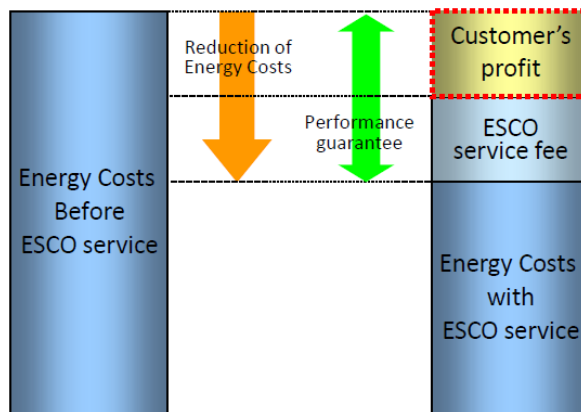 Reduction of
Energy Costs
Customer's
profit
Performance
guarantee
ESCO
service fee
Energy Costs
Before
ESCO service
Energy Costs
with
ESCO service